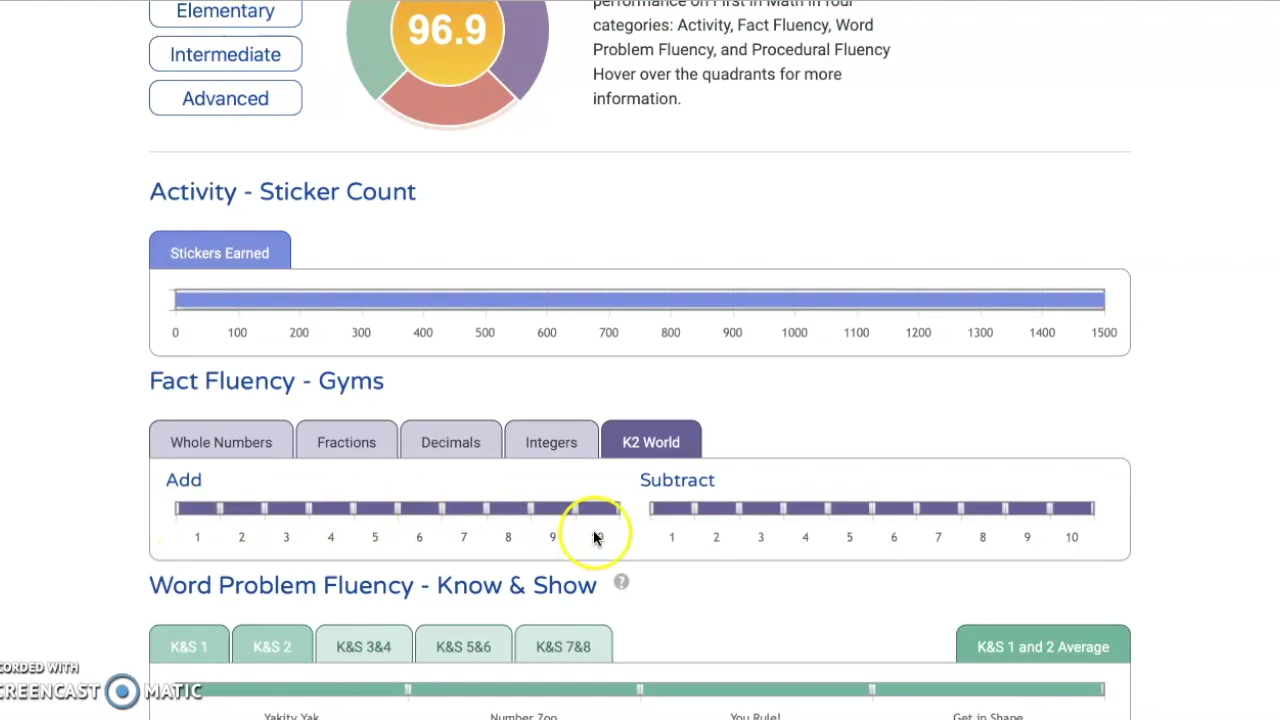 Elementary
Intermediate
Advanced
96.9
performance on First in Math in four
categories: Activity, Fact Fluency, Word
Problem Fluency, and Procedural Fluency
Hover over the quadrants for more
information.
Activity - Sticker Count
Stickers Earned
0 100 200 300 400 500 600 700 800 900 1000 1100 1200 1300 1400 1500
Fact Fluency - Gyms
Whole Numbers Fractions Decimals Integers K2 World
Add Subtract
1 2 3 4 5 6 7 8 9 1 2 3 4 5 6 7 8 9 10
Word Problem Fluency - Know & Show ?
K&S 1 K&S 2 K&S 3&4 K&S 5&6 K&S 7&8 K&S 1 and 2 Average
CORDED WITH
CREENCAST MATIC
Yakity Yak Number Zoo You Rule! Get in Shape